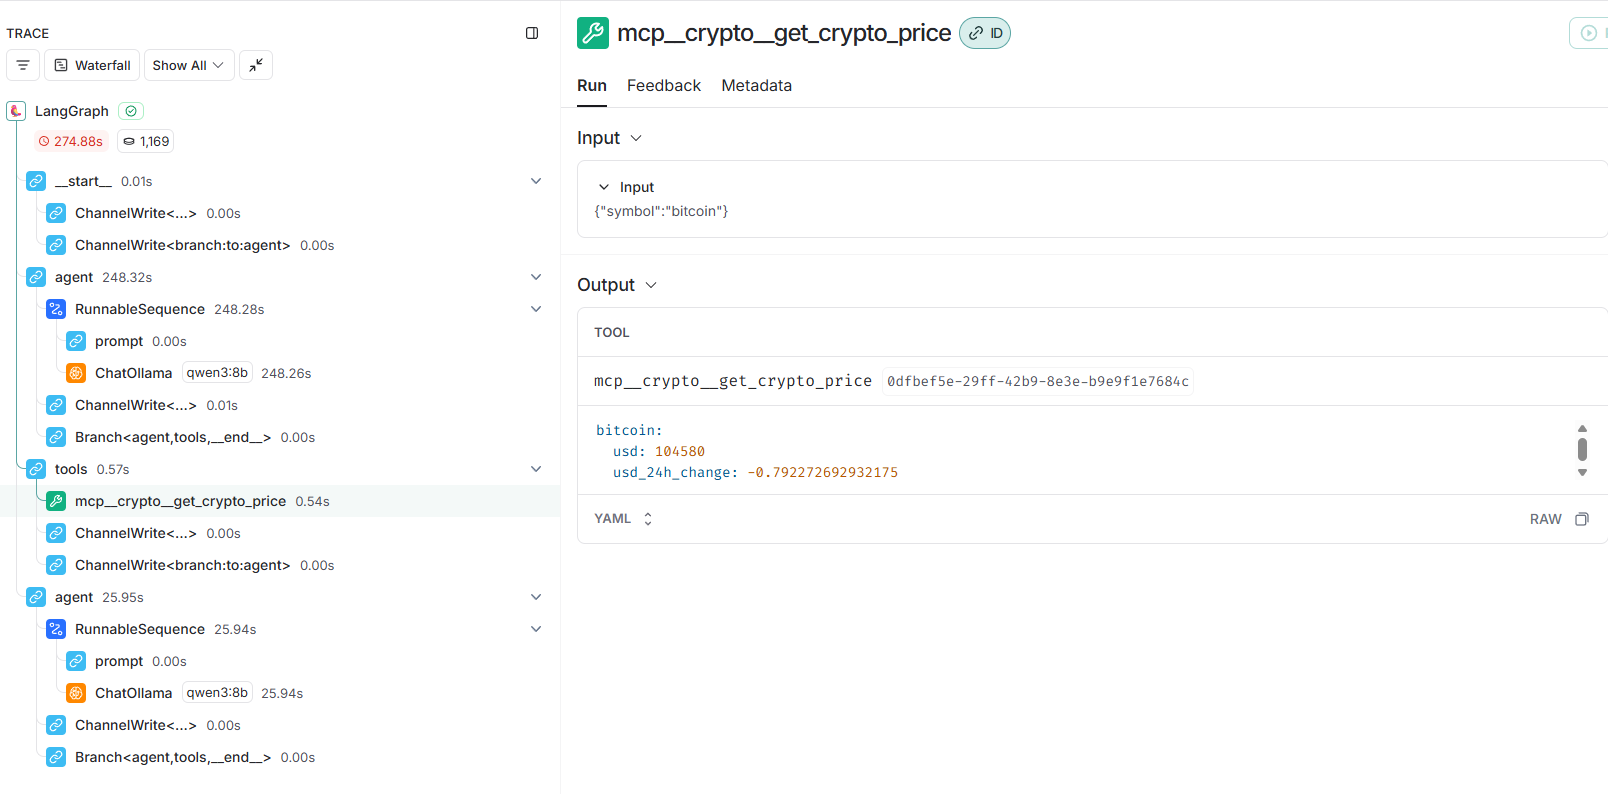 TRACE
Waterfall
Show All
LangGraph
274.88s
1,169
__start__ 0.01s
ChannelWrite<...> 0.00s
ChannelWrite<branch:to:agent> 0.00s
agent 248.32s
RunnableSequence 248.28s
prompt 0.00s
ChatOllama qwen3:8b 248.26s
ChannelWrite<...> 0.01s
Branch<agent,tools,__end__> 0.00s
tools 0.57s
mcp__crypto__get_crypto_price 0.54s
ChannelWrite<...> 0.00s
ChannelWrite<branch:to:agent> 0.00s
agent 25.95s
RunnableSequence 25.94s
prompt 0.00s
ChatOllama qwen3:8b 25.94s
ChannelWrite<...> 0.00s
Branch<agent,tools,__end__> 0.00s
mcp__crypto__get_crypto_price ID
Run Feedback Metadata
Input
Input
{"symbol":"bitcoin"}
Output
TOOL
mcp__crypto__get_crypto_price 0dfbef5e-29ff-42b9-8e3e-b9e9f1e7684c
bitcoin:
usd: 104580
usd_24h_change: -0.792272692932175
YAML RAW